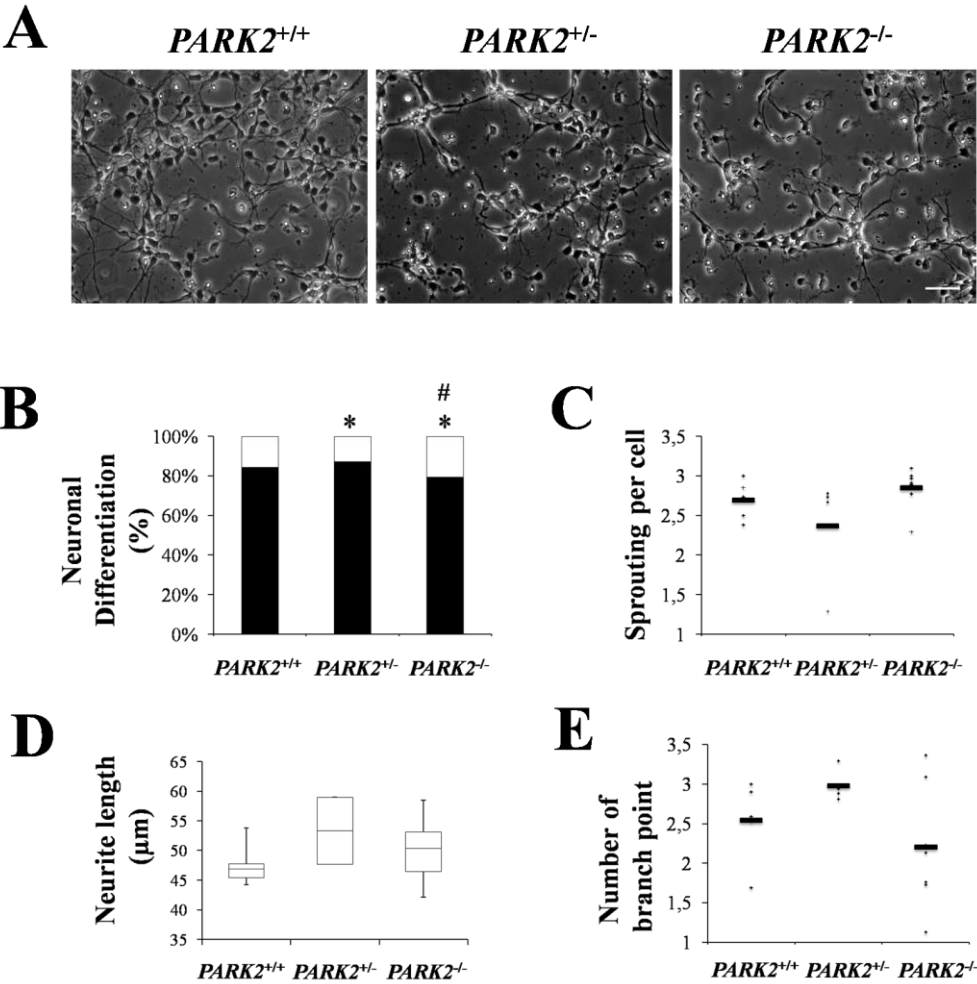 A
PARK2+/+ PARK2+/- PARK2-/-
B
#
* *
Neuronal
Differentiation
(%)
100%
80%
60%
40%
20%
0%
PARK2+/+ PARK2+/- PARK2-/-
C
Sprouting per cell
3,5
3
2,5
2
1,5
1
PARK2+/+ PARK2+/- PARK2-/-
D
Neurite length
(µm)
65
60
55
50
45
40
35
PARK2+/+ PARK2+/- PARK2-/-
E
Number of
branch point
3,5
3
2,5
2
1,5
1
PARK2+/+ PARK2+/- PARK2-/-